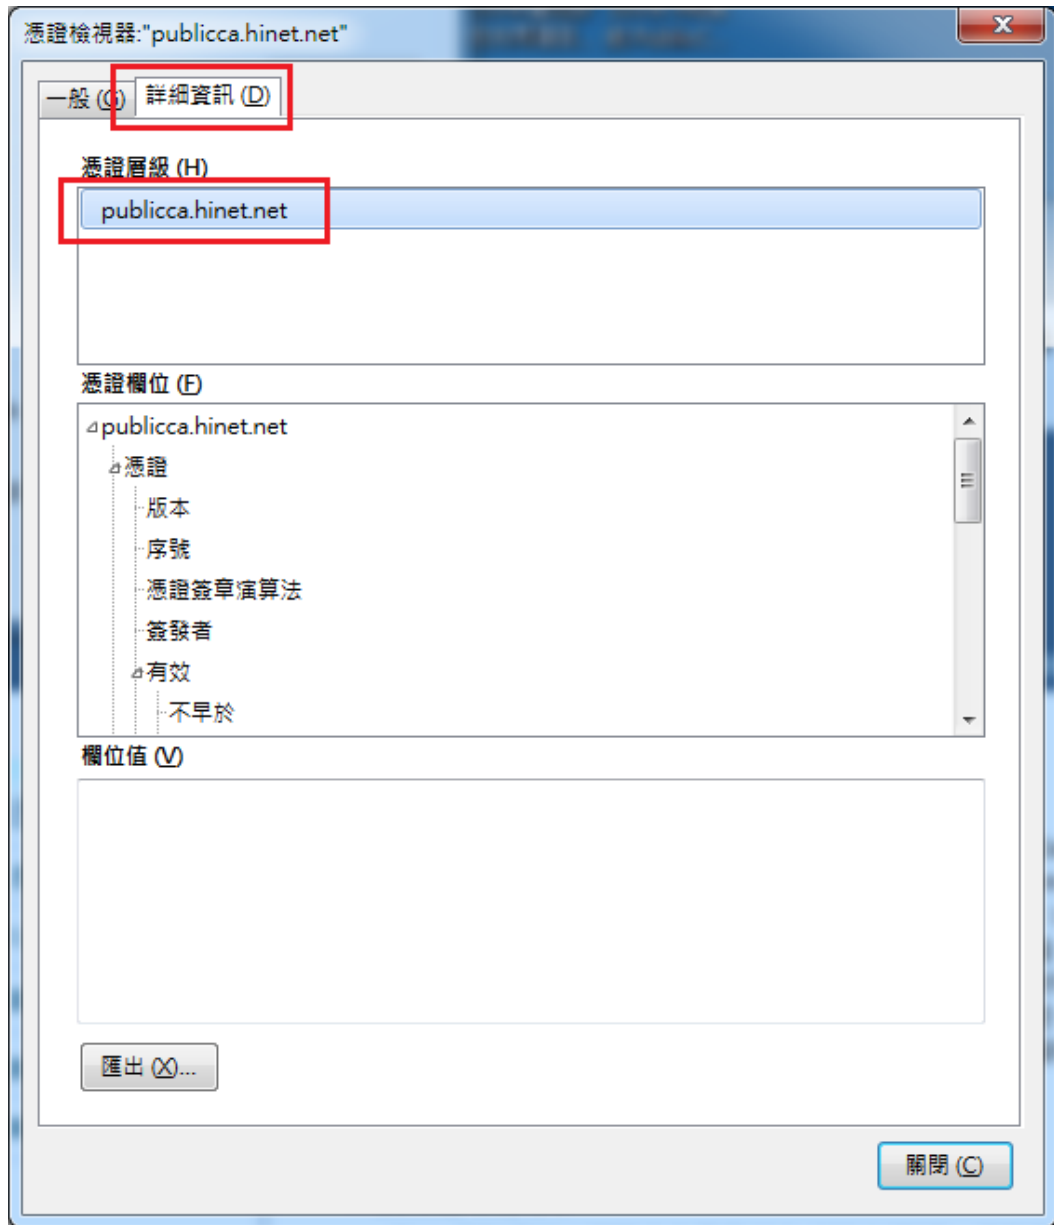 憑證檢視器:"publicca.hinet.net"
一般 (G) 詳細資訊 (D)
憑證層級 (H)
publicca.hinet.net
憑證欄位 (F)
publicca.hinet.net
憑證
版本
序號
憑證簽章演算法
簽發者
有效
不早於
欄位值 (V)
匯出 (X)...
關閉 (C)